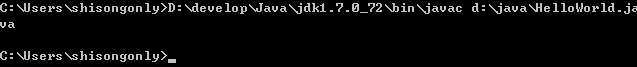 C:\Users\shisongonly>D:\develop\Java\jdk1.7.0_72\bin\javac d:\java\HelloWorld.ja
va
C:\Users\shisongonly>_